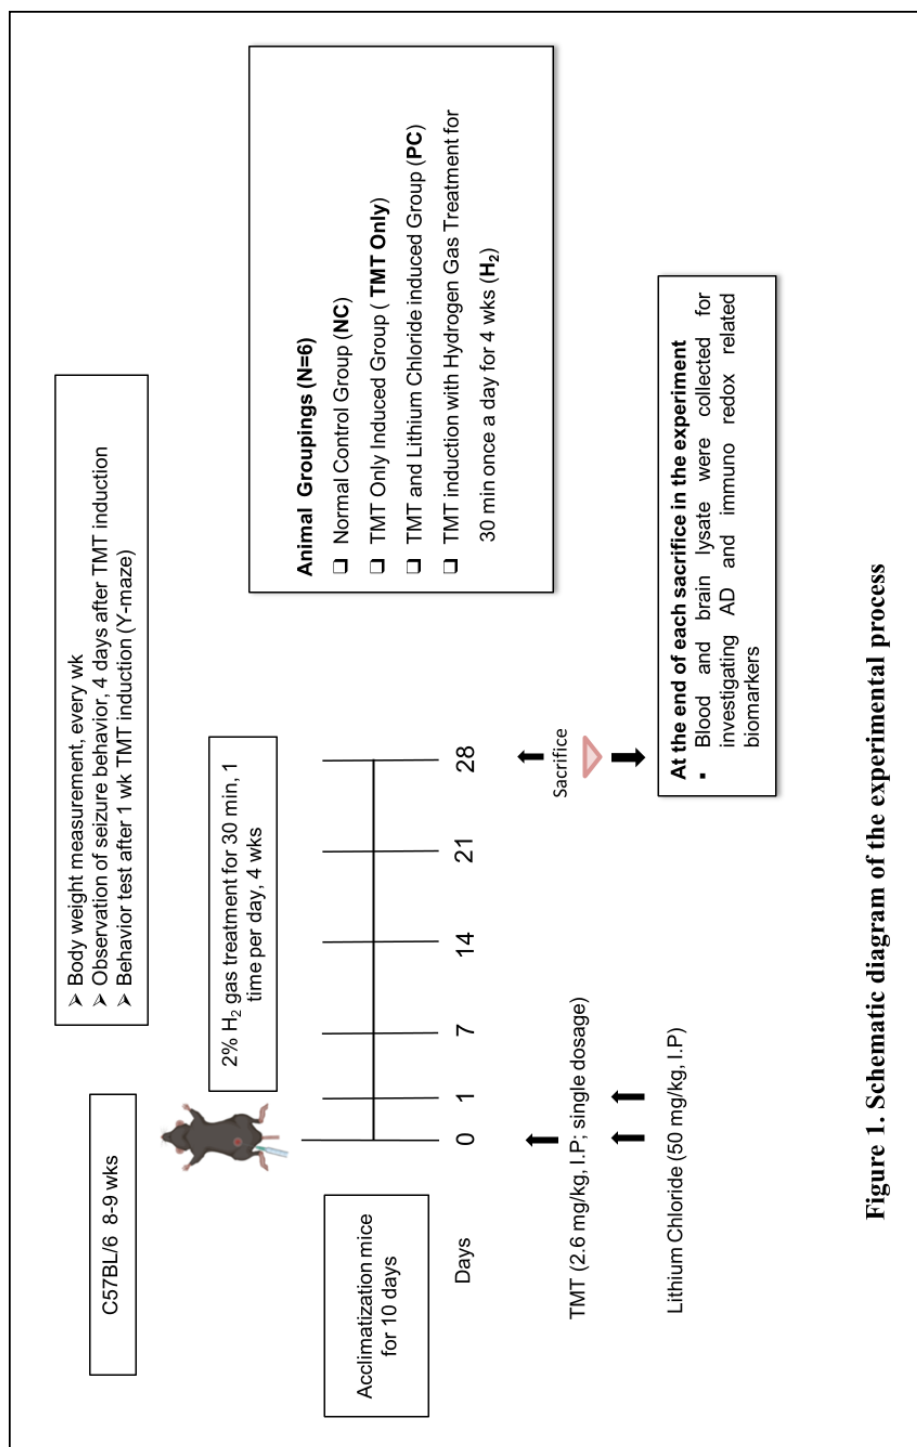 C57BL/6  8-9 wks
➢ Body weight measurement, every wk
➢ Observation of seizure behavior, 4 days after TMT induction
➢ Behavior test after 1 wk TMT induction (Y-maze)
Acclimatization mice
for 10 days
2% H₂ gas treatment for 30 min, 1
time per day, 4 wks
Days
0
1
7
14
21
28
TMT (2.6 mg/kg, I.P; single dosage)
Lithium Chloride (50 mg/kg, I.P)
Sacrifice
Animal Groupings (N=6)
❑ Normal Control Group (NC)
❑ TMT Only Induced Group ( TMT Only)
❑ TMT and Lithium Chloride induced Group (PC)
❑ TMT induction with Hydrogen Gas Treatment for
30 min once a day for 4 wks (H₂)
At the end of each sacrifice in the experiment
▪ Blood and brain lysate were collected for
investigating AD and immuno redox related
biomarkers
Figure 1. Schematic diagram of the experimental process